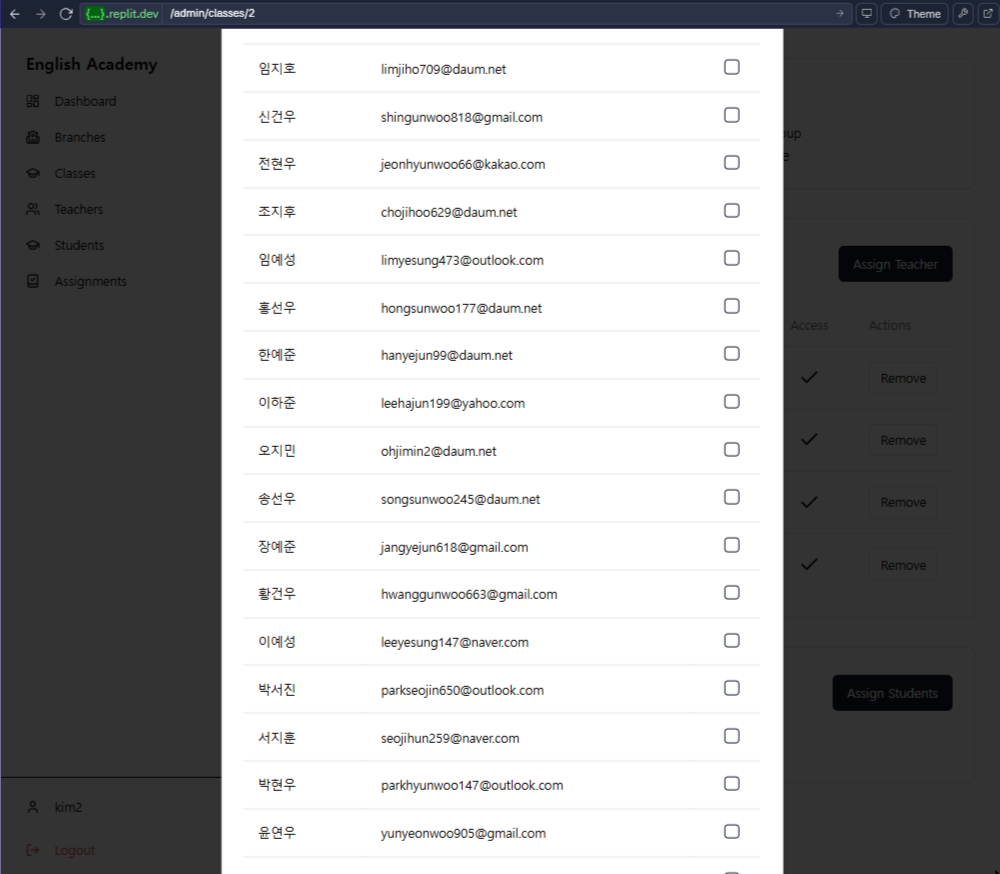 {...}.replit.dev /admin/classes/2
Theme
English Academy
Dashboard
Branches
Classes
Teachers
Students
Assignments
kim2
Logout
임지호 limjiho709@daum.net
신건우 shingunwoo818@gmail.com
전현우 jeonhyunwoo66@kakao.com
조지후 chojihoo629@daum.net
임예성 limyesung473@outlook.com
홍선우 hongsunwoo177@daum.net
한예준 hanyejun99@daum.net
이하준 leehajun199@yahoo.com
오지민 ohjimin2@daum.net
송선우 songsunwoo245@daum.net
장예준 jangyejun618@gmail.com
황건우 hwanggunwoo663@gmail.com
이예성 leeyesung147@naver.com
박서진 parkseojin650@outlook.com
서지훈 seojihun259@naver.com
박현우 parkhyunwoo147@outlook.com
윤연우 yunyeonwoo905@gmail.com
Assign Teacher
Access Actions
Remove
Remove
Remove
Remove
Assign Students